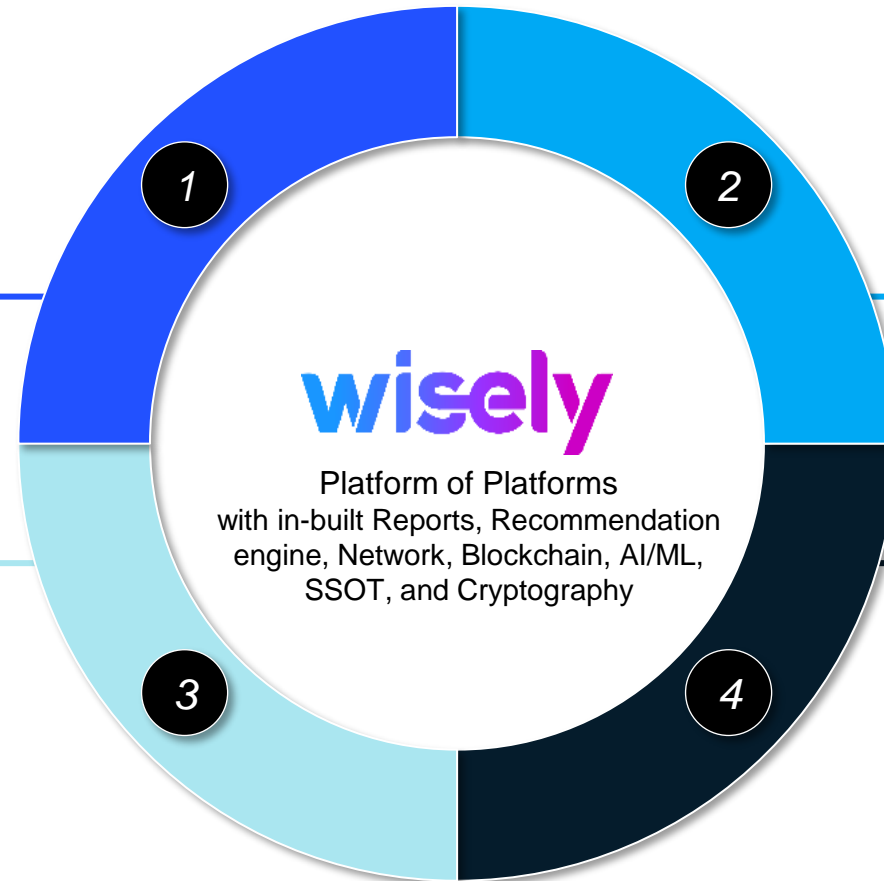 1
2
wisely
Platform of Platforms
with in-built Reports, Recommendation
engine, Network, Blockchain, AI/ML,
SSOT, and Cryptography
3
4